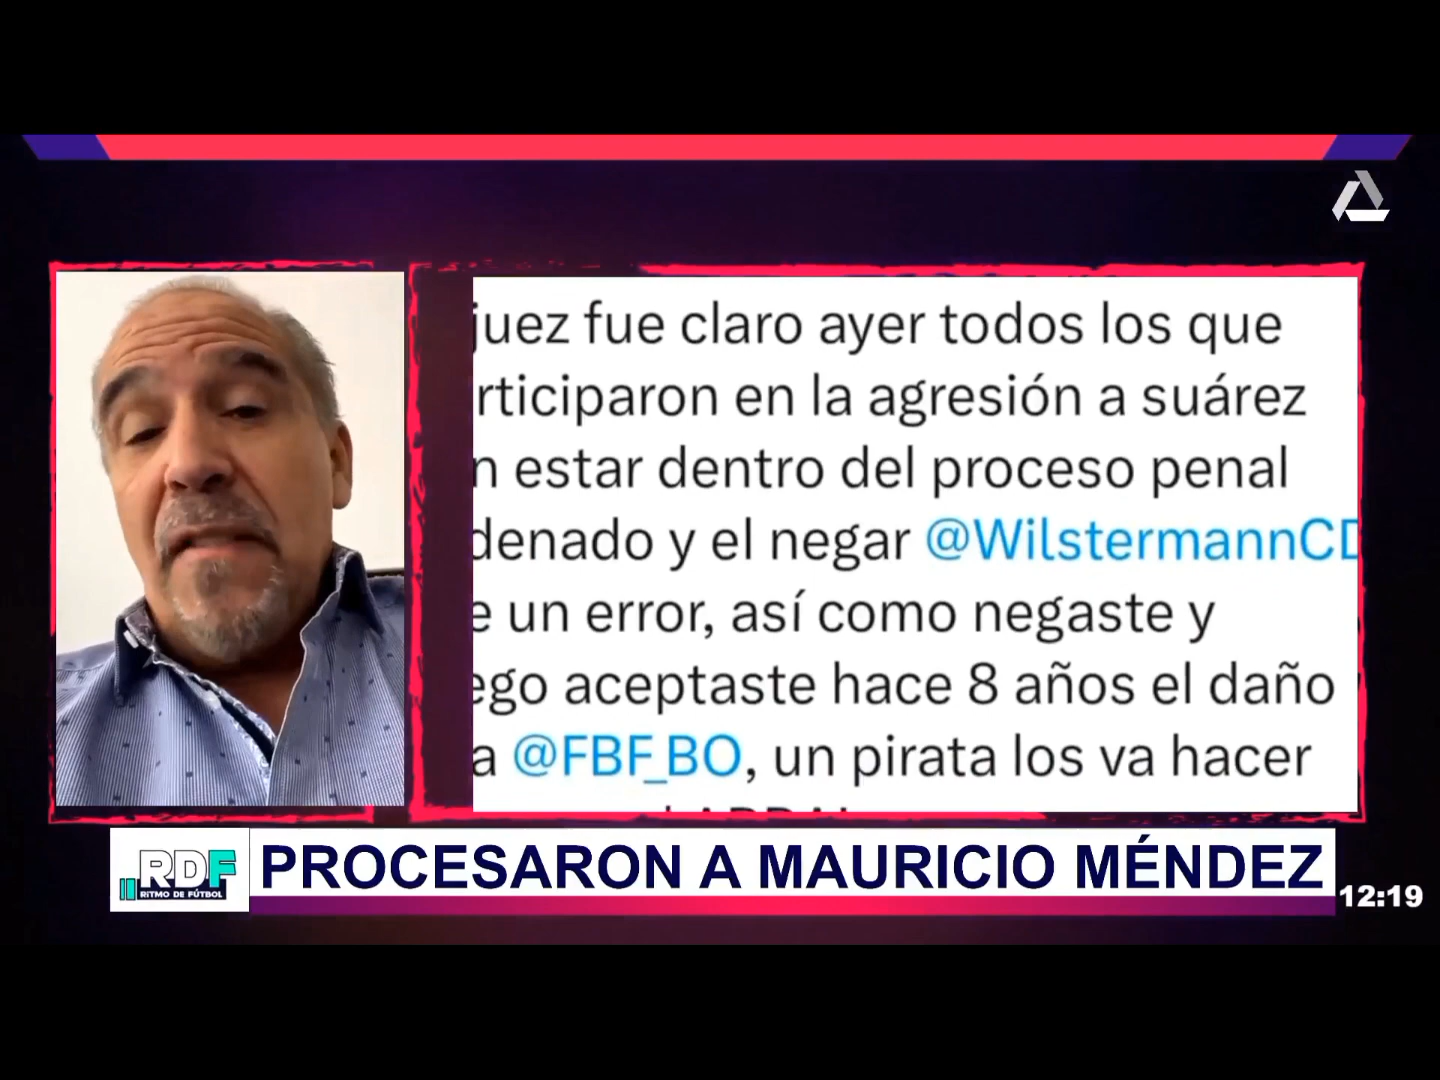 juez fue claro ayer todos los que
rticiparon en la agresión a suárez
n estar dentro del proceso penal
denado y el negar @WilstermannCD
e un error, así como negaste y
ego aceptaste hace 8 años el daño
a @FBF_BO, un pirata los va hacer
RDF
RITMO DE FÚTBOL
PROCESARON A MAURICIO MÉNDEZ
12:19